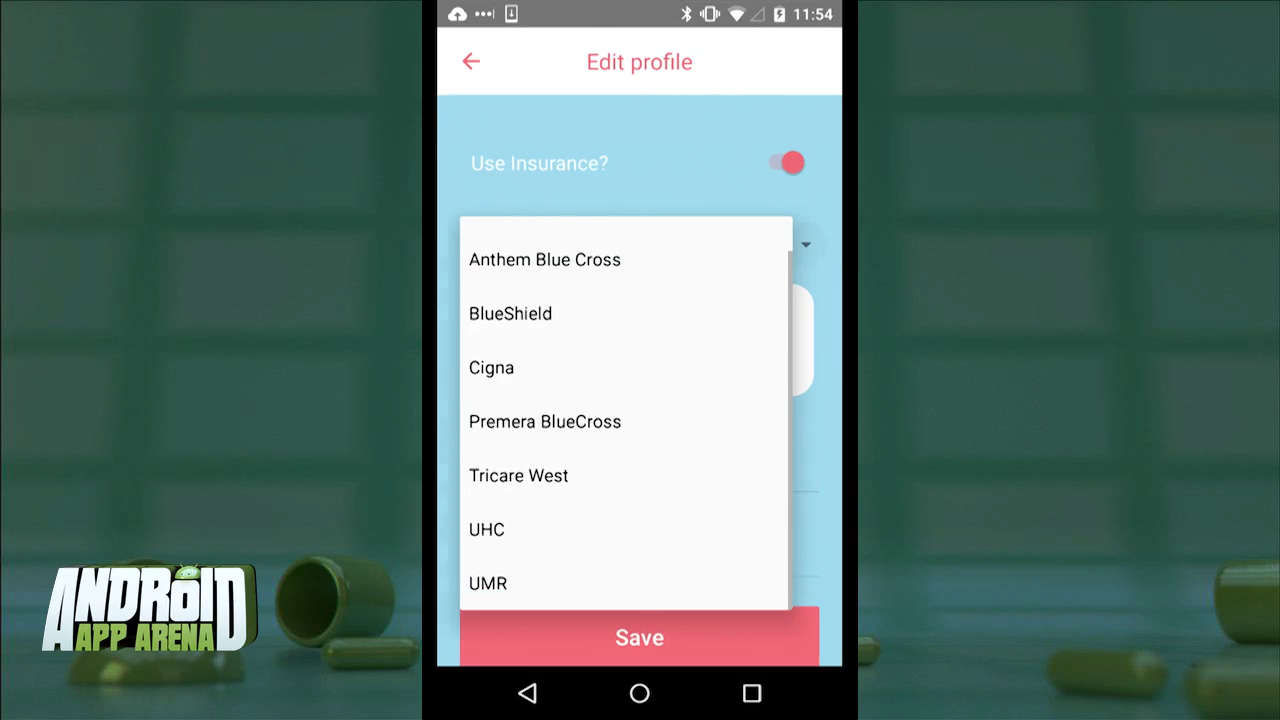 11:54
Edit profile
Use Insurance?
Anthem Blue Cross
BlueShield
Cigna
Premera BlueCross
Tricare West
UHC
UMR
Save
ANDROID
APP ARENA